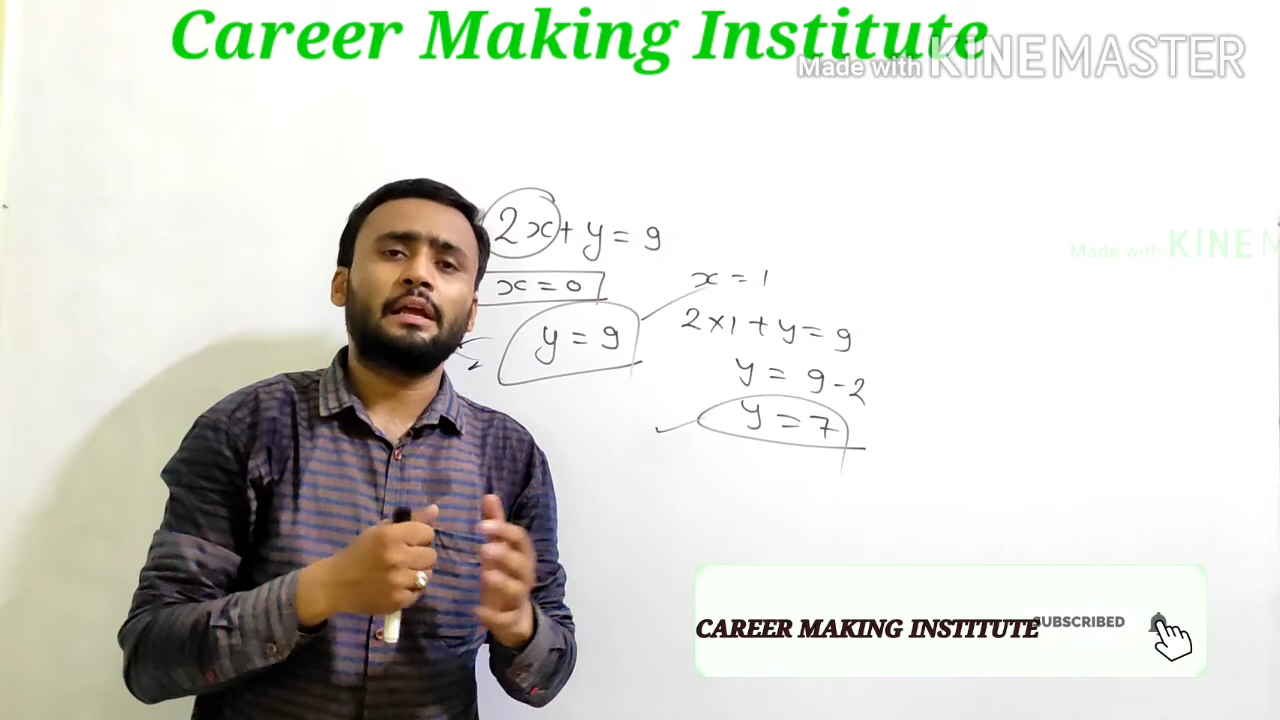 Career Making Institute
Made with KINEMASTER
2x + y = 9
Made with KINEM
x = 0
x = 1
y = 9
2 × 1 + y = 9
y = 9 - 2
y = 7
CAREER MAKING INSTITUTE
SUBSCRIBED